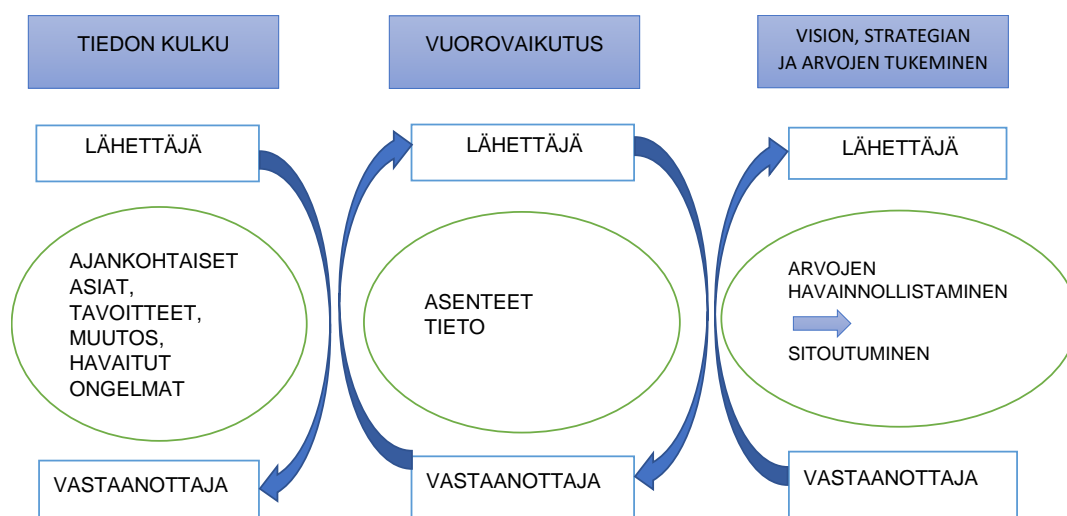 TIEDON KULKU
LÄHETTÄJÄ
AJANKOHTAISET
ASIAT,
TAVOITTEET,
MUUTOS,
HAVAITUT
ONGELMAT
VASTAANOTTAJA
VUOROVAIKUTUS
LÄHETTÄJÄ
ASENTEET
TIETO
VASTAANOTTAJA
VISION, STRATEGIAN
JA ARVOJEN TUKEMINEN
LÄHETTÄJÄ
ARVOJEN
HAVAINNOLLISTAMINEN
SITOUTUMINEN
VASTAANOTTAJA